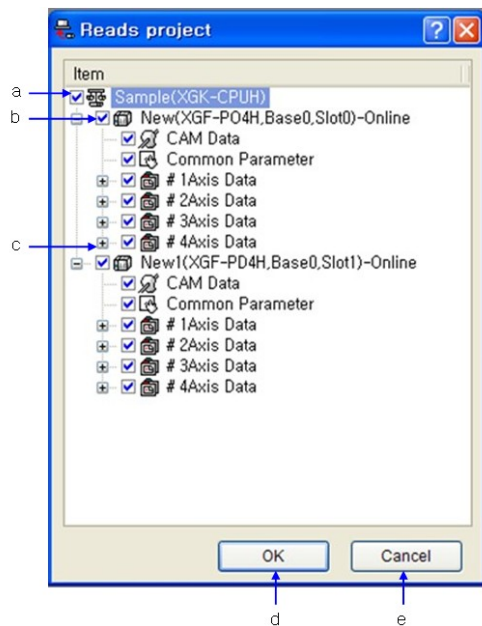 Reads project
Item
a
Sample(XGK-CPUH)
b
New(XGF-PO4H,Base0,Slot0)-Online
CAM Data
Common Parameter
# 1Axis Data
# 2Axis Data
# 3Axis Data
c
# 4Axis Data
New1(XGF-PD4H,Base0,Slot1)-Online
CAM Data
Common Parameter
# 1Axis Data
# 2Axis Data
# 3Axis Data
# 4Axis Data
OK Cancel
d e